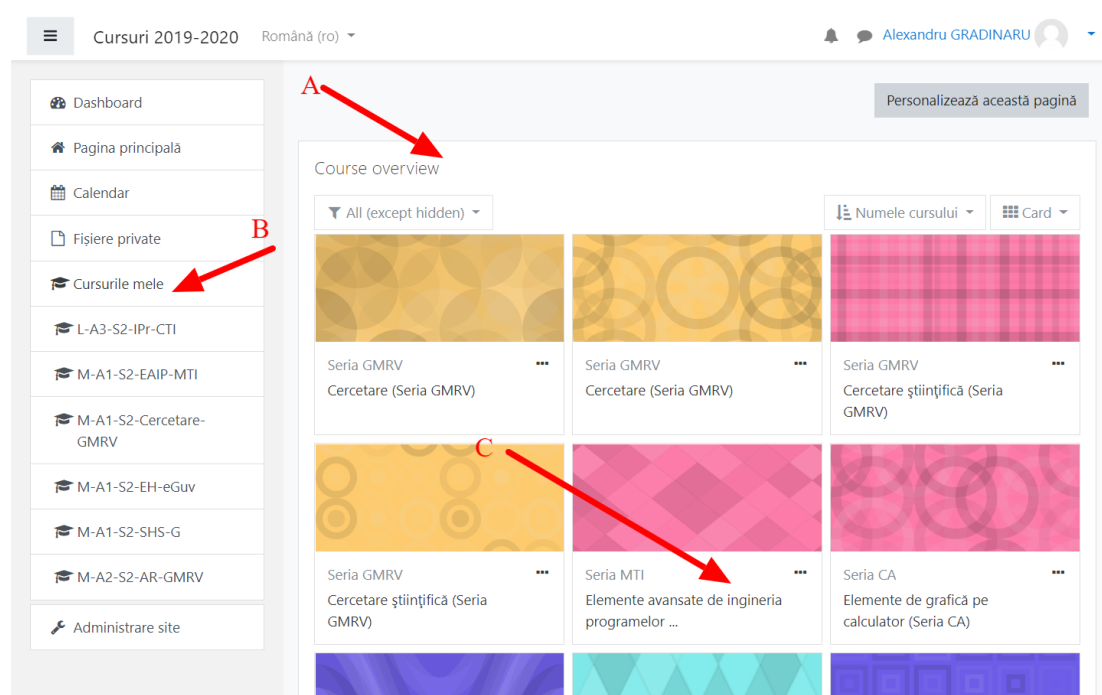 Cursuri 2019-2020 Română (ro) Alexandru GRADINARU
A
Personalizează această pagină
Dashboard
Pagina principală
Calendar
Fișiere private
B
Cursurile mele
L-A3-S2-IPr-CTI
M-A1-S2-EAIP-MTI
M-A1-S2-Cercetare-
GMRV
M-A1-S2-EH-eGuv
M-A1-S2-SHS-G
M-A2-S2-AR-GMRV
Administrare site
Course overview
All (except hidden) Numele cursului Card
Seria GMRV
Cercetare (Seria GMRV)
Seria GMRV
Cercetare (Seria GMRV)
Seria GMRV
Cercetare ştiinţifică (Seria
GMRV)
C
Seria GMRV
Cercetare ştiinţifică (Seria
GMRV)
Seria MTI
Elemente avansate de ingineria
programelor ...
Seria CA
Elemente de grafică pe
calculator (Seria CA)